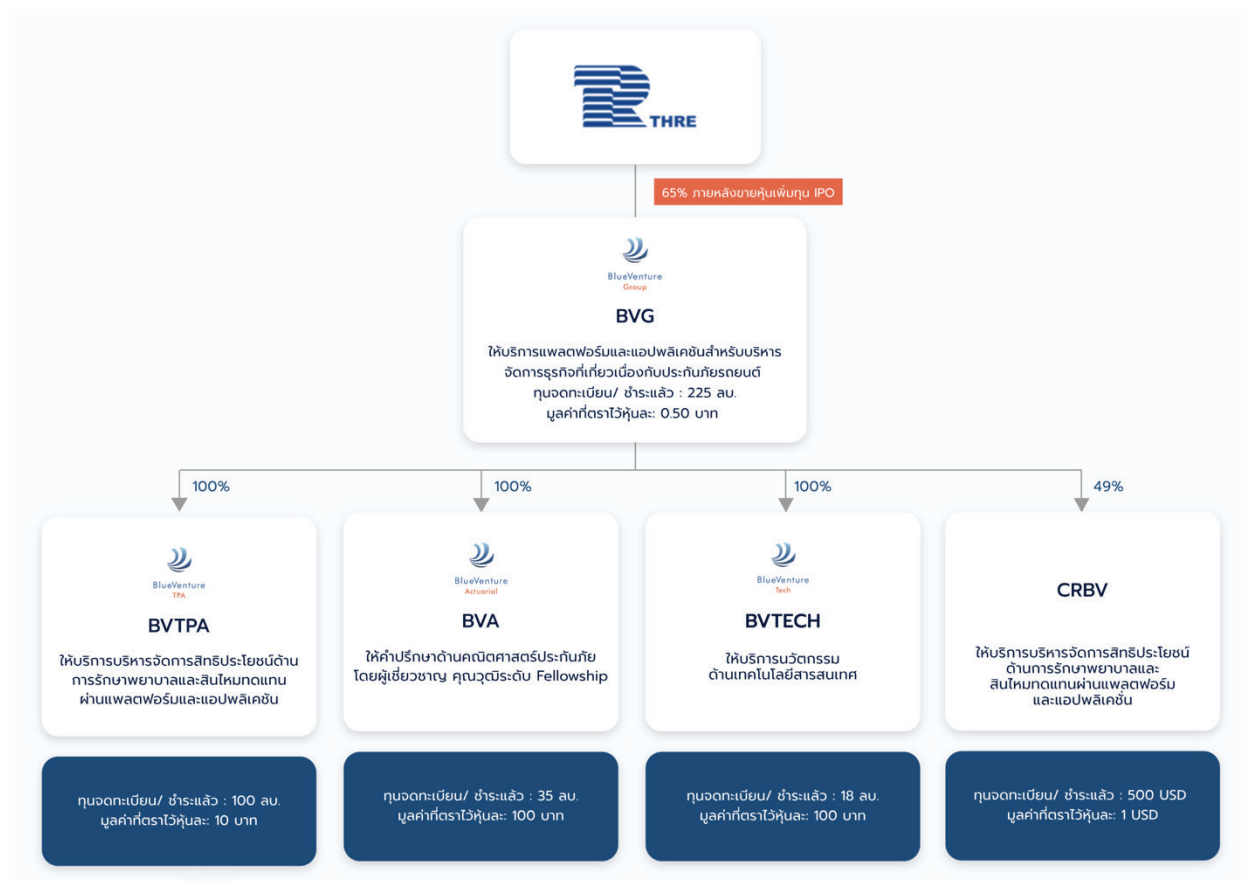 THRE
65% ภายหลังขายหุ้นเพิ่มทุน IPO
BlueVenture
Group
BVG
ให้บริการแพลตฟอร์มและแอปพลิเคชันสำหรับบริหาร
จัดการธุรกิจที่เกี่ยวเนื่องกับประกันภัยรถยนต์
ทุนจดทะเบียน/ ชำระแล้ว : 225 ลบ.
มูลค่าที่ตราไว้หุ้นละ: 0.50 บาท
100%
100%
100%
49%
BlueVenture
TPA
BVTPA
ให้บริการบริหารจัดการสิทธิประโยชน์ด้าน
การรักษาพยาบาลและสินไหมทดแทน
ผ่านแพลตฟอร์มและแอปพลิเคชัน
ทุนจดทะเบียน/ ชำระแล้ว : 100 ลบ.
มูลค่าที่ตราไว้หุ้นละ: 10 บาท
BlueVenture
Actuarial
BVA
ให้คำปรึกษาด้านคณิตศาสตร์ประกันภัย
โดยผู้เชี่ยวชาญ คุณวุฒิระดับ Fellowship
ทุนจดทะเบียน/ ชำระแล้ว : 35 ลบ.
มูลค่าที่ตราไว้หุ้นละ: 100 บาท
BlueVenture
Tech
BVTECH
ให้บริการนวัตกรรม
ด้านเทคโนโลยีสารสนเทศ
ทุนจดทะเบียน/ ชำระแล้ว : 18 ลบ.
มูลค่าที่ตราไว้หุ้นละ: 100 บาท
CRBV
ให้บริการบริหารจัดการสิทธิประโยชน์
ด้านการรักษาพยาบาลและ
สินไหมทดแทนผ่านแพลตฟอร์ม
และแอปพลิเคชั่น
ทุนจดทะเบียน/ ชำระแล้ว : 500 USD
มูลค่าที่ตราไว้หุ้นละ: 1 USD